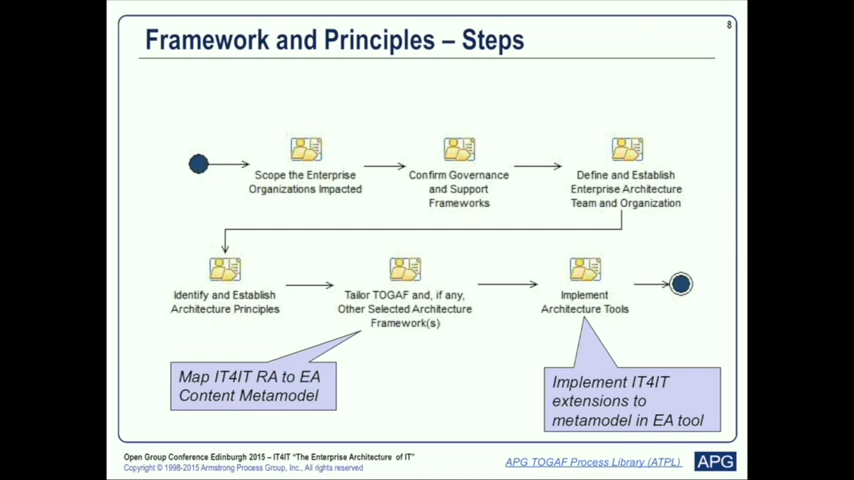 8
Framework and Principles – Steps
Scope the Enterprise
Organizations Impacted
Confirm Governance
and Support
Frameworks
Define and Establish
Enterprise Architecture
Team and Organization
Identify and Establish
Architecture Principles
Tailor TOGAF and, if any,
Other Selected Architecture
Framework(s)
Implement
Architecture Tools
Map IT4IT RA to EA
Content Metamodel
Implement IT4IT
extensions to
metamodel in EA tool
Open Group Conference Edinburgh 2015 – IT4IT “The Enterprise Architecture of IT”
Copyright © 1998-2015 Armstrong Process Group, Inc., All rights reserved
APG TOGAF Process Library (ATPL)
APG